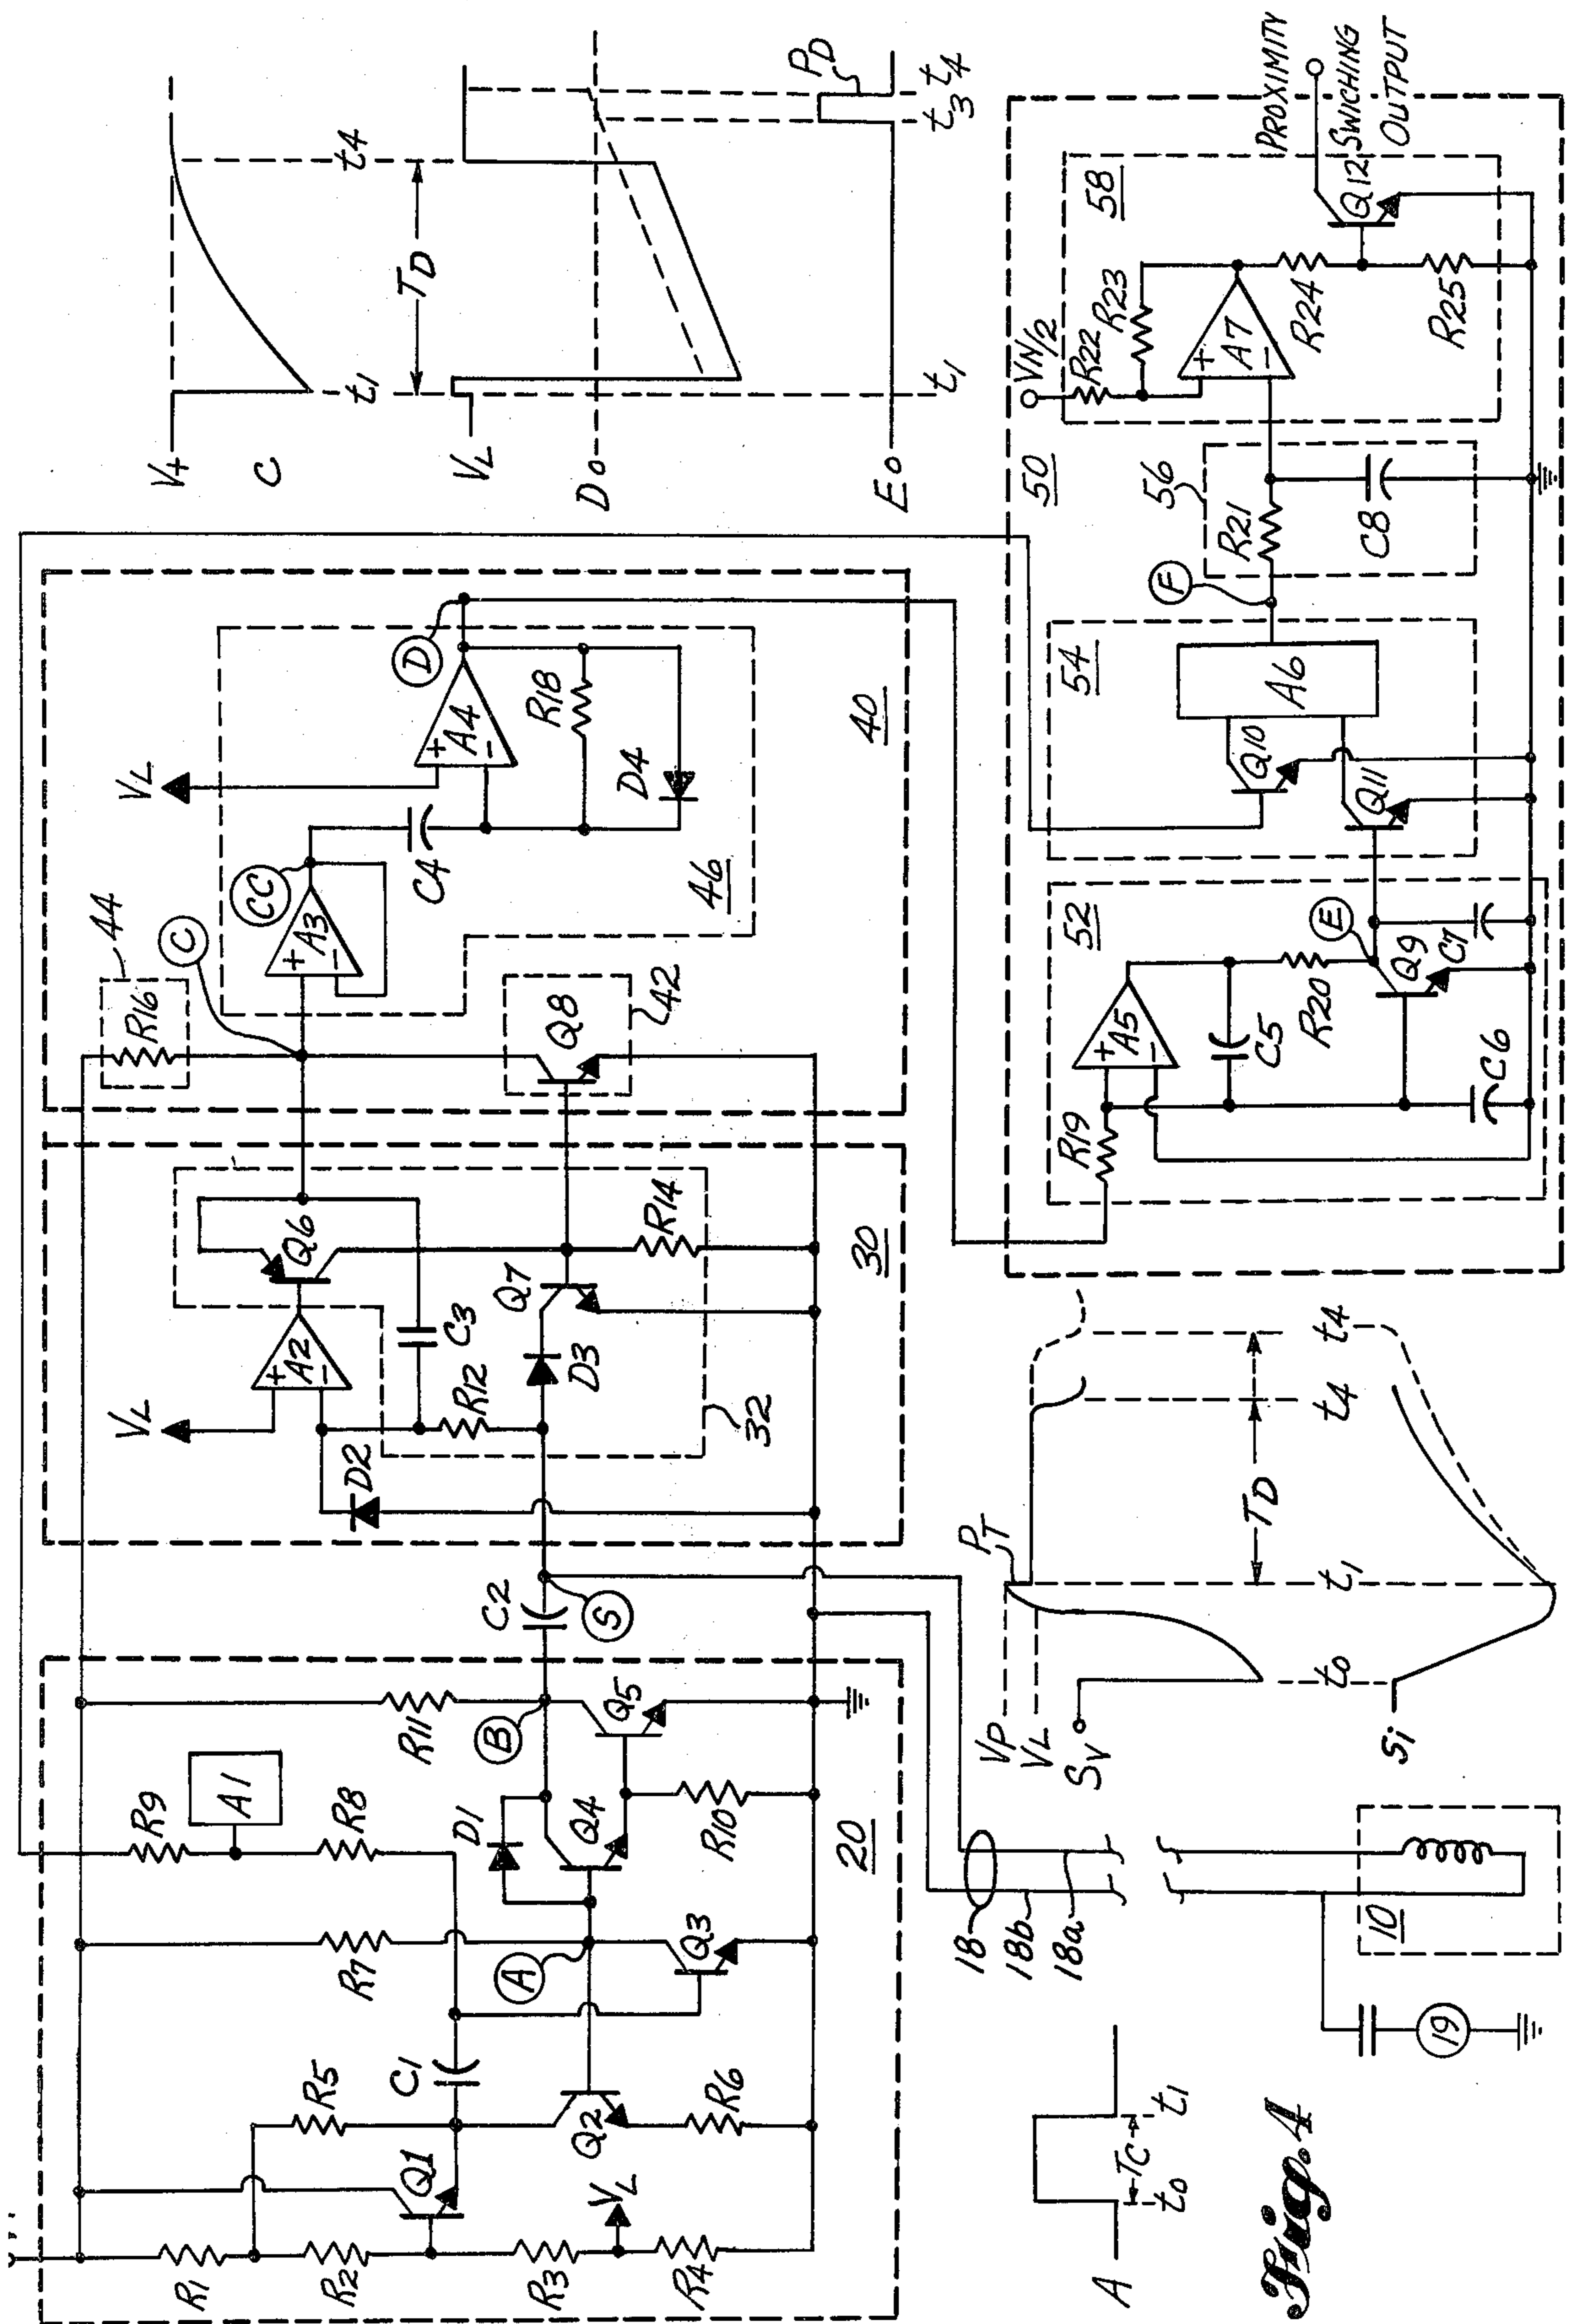 R1
R2
R3
R4
VL
Q1
R5
C1
Q2
R6
R7
A
Q3
R9
A1
R8
D1
Q4
R10
R11
B
Q5
20
C2
S
D2
VL
A2
+
−
C3
R12
D3
Q6
Q7
R14
32
30
44
R16
C
Q8
42
A3
+
−
CC
C4
VL
A4
+
−
D
R18
D4
46
40
V+
C
t1
t4
TD
VL
D0
E0
t1
PD
t3
t4
A
t0
TC
t1
18
18b
18a
19
10
VP
VL
SV
PT
Si
t0
t1
TD
t4
t4
R19
A5
+
−
C5
R20
E
Q9
C6
C7
52
54
Q10
Q11
A6
F
56
R21
C8
50
VN/2
R22
R23
A7
+
−
R24
R25
58
Q12
PROXIMITY
SWICHING
OUTPUT
Fig. 4